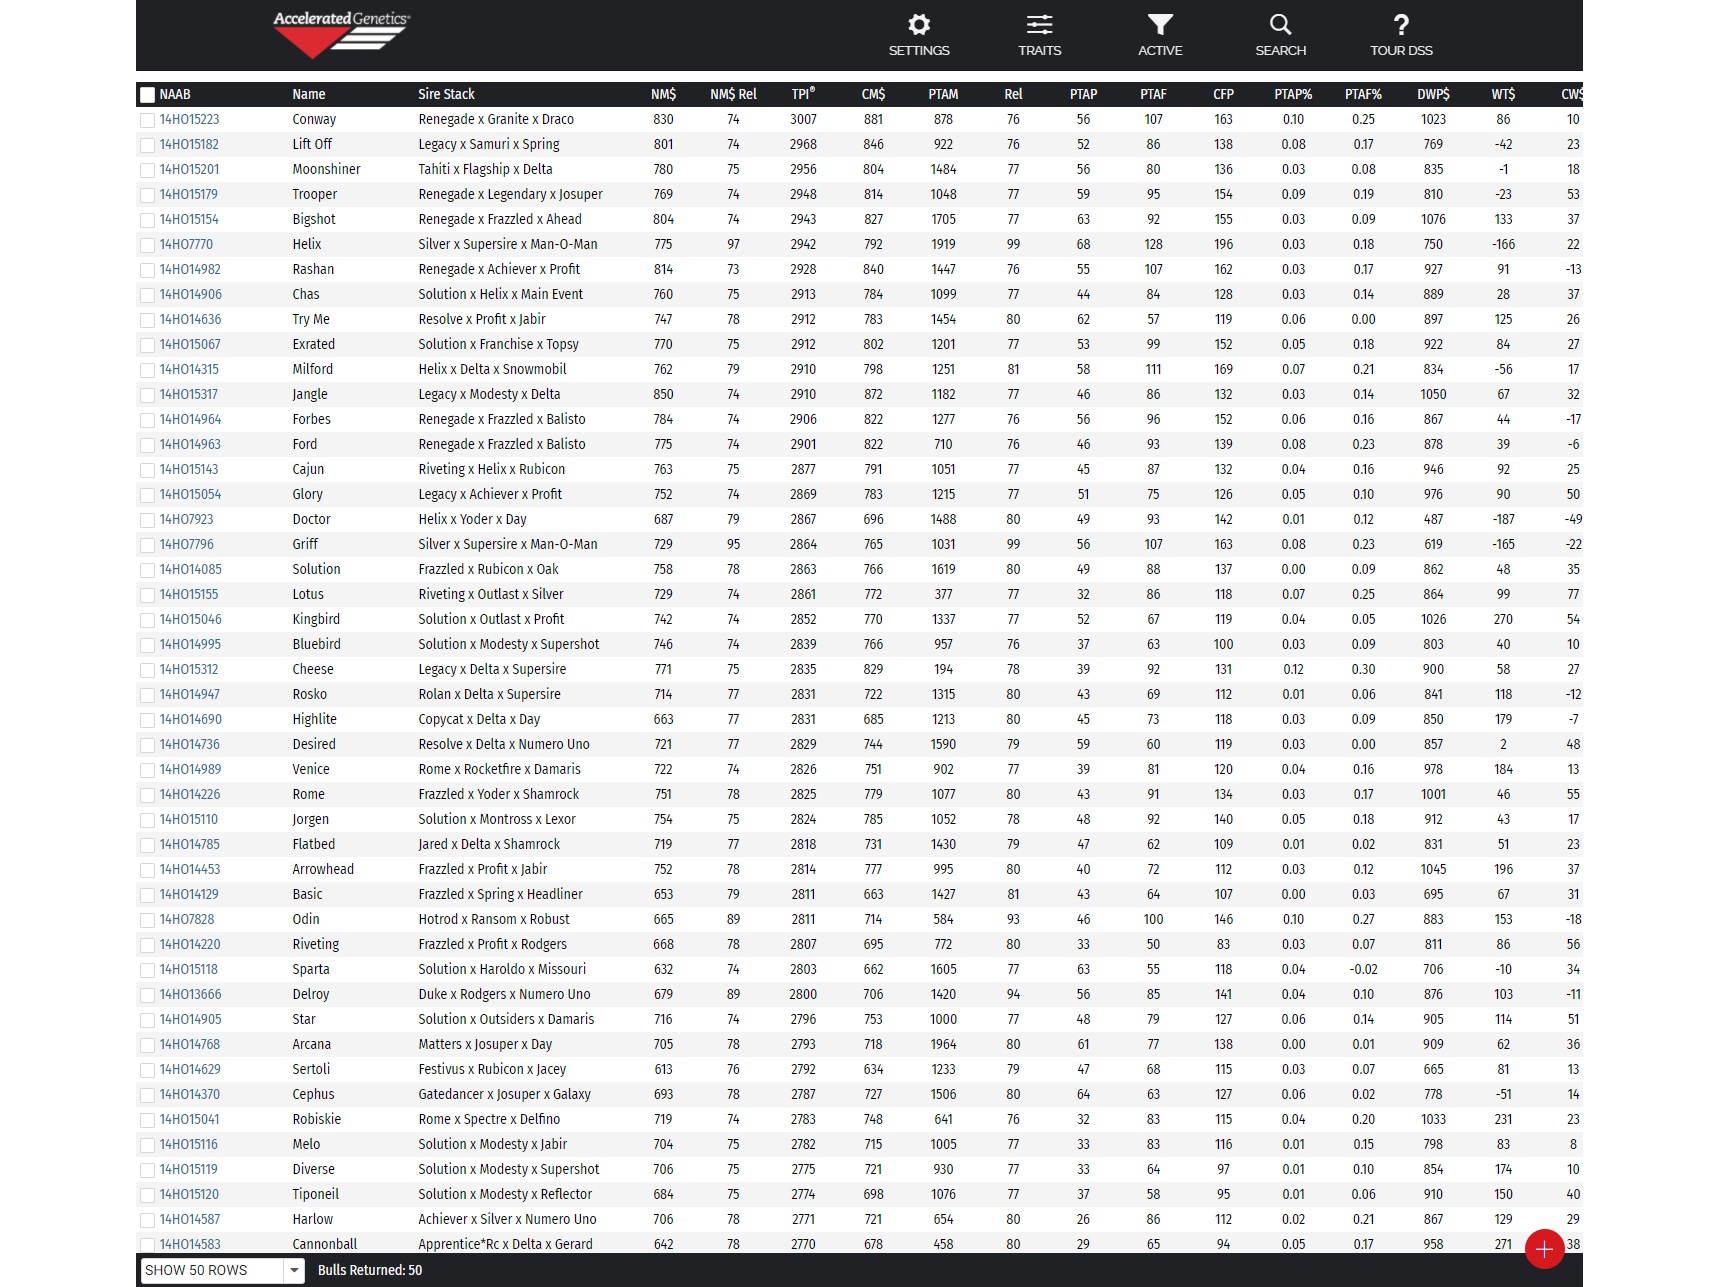 Accelerated Genetics®
SETTINGS TRAITS ACTIVE SEARCH TOUR DSS
NAAB Name Sire Stack NM$ NM$ Rel TPI® CM$ PTAM Rel PTAP PTAF CFP PTAP% PTAF% DWP$ WT$ CW$
14HO15223 Conway Renegade x Granite x Draco 830 74 3007 881 878 76 56 107 163 0.10 0.25 1023 86 10
14HO15182 Lift Off Legacy x Samuri x Spring 801 74 2968 846 922 76 52 86 138 0.08 0.17 769 -42 23
14HO15201 Moonshiner Tahiti x Flagship x Delta 780 75 2956 804 1484 77 56 80 136 0.03 0.08 835 -1 18
14HO15179 Trooper Renegade x Legendary x Josuper 769 74 2948 814 1048 77 59 95 154 0.09 0.19 810 -23 53
14HO15154 Bigshot Renegade x Frazzled x Ahead 804 74 2943 827 1705 77 63 92 155 0.03 0.09 1076 133 37
14HO7770 Helix Silver x Supersire x Man-O-Man 775 97 2942 792 1919 99 68 128 196 0.03 0.18 750 -166 22
14HO14982 Rashan Renegade x Achiever x Profit 814 73 2928 840 1447 76 55 107 162 0.03 0.17 927 91 -13
14HO14906 Chas Solution x Helix x Main Event 760 75 2913 784 1099 77 44 84 128 0.03 0.14 889 28 37
14HO14636 Try Me Resolve x Profit x Jabir 747 78 2912 783 1454 80 62 57 119 0.06 0.00 897 125 26
14HO15067 Exrated Solution x Franchise x Topsy 770 75 2912 802 1201 77 53 99 152 0.05 0.18 922 84 27
14HO14315 Milford Helix x Delta x Snowmobil 762 79 2910 798 1251 81 58 111 169 0.07 0.21 834 -56 17
14HO15317 Jangle Legacy x Modesty x Delta 850 74 2910 872 1182 77 46 86 132 0.03 0.14 1050 67 32
14HO14964 Forbes Renegade x Frazzled x Balisto 784 74 2906 822 1277 76 56 96 152 0.06 0.16 867 44 -17
14HO14963 Ford Renegade x Frazzled x Balisto 775 74 2901 822 710 76 46 93 139 0.08 0.23 878 39 -6
14HO15143 Cajun Riveting x Helix x Rubicon 763 75 2877 791 1051 77 45 87 132 0.04 0.16 946 92 25
14HO15054 Glory Legacy x Achiever x Profit 752 74 2869 783 1215 77 51 75 126 0.05 0.10 976 90 50
14HO7923 Doctor Helix x Yoder x Day 687 79 2867 696 1488 80 49 93 142 0.01 0.12 487 -187 -49
14HO7796 Griff Silver x Supersire x Man-O-Man 729 95 2864 765 1031 99 56 107 163 0.08 0.23 619 -165 -22
14HO14085 Solution Frazzled x Rubicon x Oak 758 78 2863 766 1619 80 49 88 137 0.00 0.09 862 48 35
14HO15155 Lotus Riveting x Outlast x Silver 729 74 2861 772 377 77 32 86 118 0.07 0.25 864 99 77
14HO15046 Kingbird Solution x Outlast x Profit 742 74 2852 770 1337 77 52 67 119 0.04 0.05 1026 270 54
14HO14995 Bluebird Solution x Modesty x Supershot 746 74 2839 766 957 76 37 63 100 0.03 0.09 803 40 10
14HO15312 Cheese Legacy x Delta x Supersire 771 75 2835 829 194 78 39 92 131 0.12 0.30 900 58 27
14HO14947 Rosko Rolan x Delta x Supersire 714 77 2831 722 1315 80 43 69 112 0.01 0.06 841 118 -12
14HO14690 Highlite Copycat x Delta x Day 663 77 2831 685 1213 80 45 73 118 0.03 0.09 850 179 -7
14HO14736 Desired Resolve x Delta x Numero Uno 721 77 2829 744 1590 79 59 60 119 0.03 0.00 857 2 48
14HO14989 Venice Rome x Rocketfire x Damaris 722 74 2826 751 902 77 39 81 120 0.04 0.16 978 184 13
14HO14226 Rome Frazzled x Yoder x Shamrock 751 78 2825 779 1077 80 43 91 134 0.03 0.17 1001 46 55
14HO15110 Jorgen Solution x Montross x Lexor 754 75 2824 785 1052 78 48 92 140 0.05 0.18 912 43 17
14HO14785 Flatbed Jared x Delta x Shamrock 719 77 2818 731 1430 79 47 62 109 0.01 0.02 831 51 23
14HO14453 Arrowhead Frazzled x Profit x Jabir 752 78 2814 777 995 80 40 72 112 0.03 0.12 1045 196 37
14HO14129 Basic Frazzled x Spring x Headliner 653 79 2811 663 1427 81 43 64 107 0.00 0.03 695 67 31
14HO7828 Odin Hotrod x Ransom x Robust 665 89 2811 714 584 93 46 100 146 0.10 0.27 883 153 -18
14HO14220 Riveting Frazzled x Profit x Rodgers 668 78 2807 695 772 80 33 50 83 0.03 0.07 811 86 56
14HO15118 Sparta Solution x Haroldo x Missouri 632 74 2803 662 1605 77 63 55 118 0.04 -0.02 706 -10 34
14HO13666 Delroy Duke x Rodgers x Numero Uno 679 89 2800 706 1420 94 56 85 141 0.04 0.10 876 103 -11
14HO14905 Star Solution x Outsiders x Damaris 716 74 2796 753 1000 77 48 79 127 0.06 0.14 905 114 51
14HO14768 Arcana Matters x Josuper x Day 705 78 2793 718 1964 80 61 77 138 0.00 0.01 909 62 36
14HO14629 Sertoli Festivus x Rubicon x Jacey 613 76 2792 634 1233 79 47 68 115 0.03 0.07 665 81 13
14HO14370 Cephus Gatedancer x Josuper x Galaxy 693 78 2787 727 1506 80 64 63 127 0.06 0.02 778 -51 14
14HO15041 Robiskie Rome x Spectre x Delfino 719 74 2783 748 641 76 32 83 115 0.04 0.20 1033 231 23
14HO15116 Melo Solution x Modesty x Jabir 704 75 2782 715 1005 77 33 83 116 0.01 0.15 798 83 8
14HO15119 Diverse Solution x Modesty x Supershot 706 75 2775 721 930 77 33 64 97 0.01 0.10 854 174 10
14HO15120 Tiponeil Solution x Modesty x Reflector 684 75 2774 698 1076 77 37 58 95 0.01 0.06 910 150 40
14HO14587 Harlow Achiever x Silver x Numero Uno 706 78 2771 721 654 80 26 86 112 0.02 0.21 867 129 29
14HO14583 Cannonball Apprentice*Rc x Delta x Gerard 642 78 2770 678 458 80 29 65 94 0.05 0.17 958 271 38
SHOW 50 ROWS Bulls Returned: 50